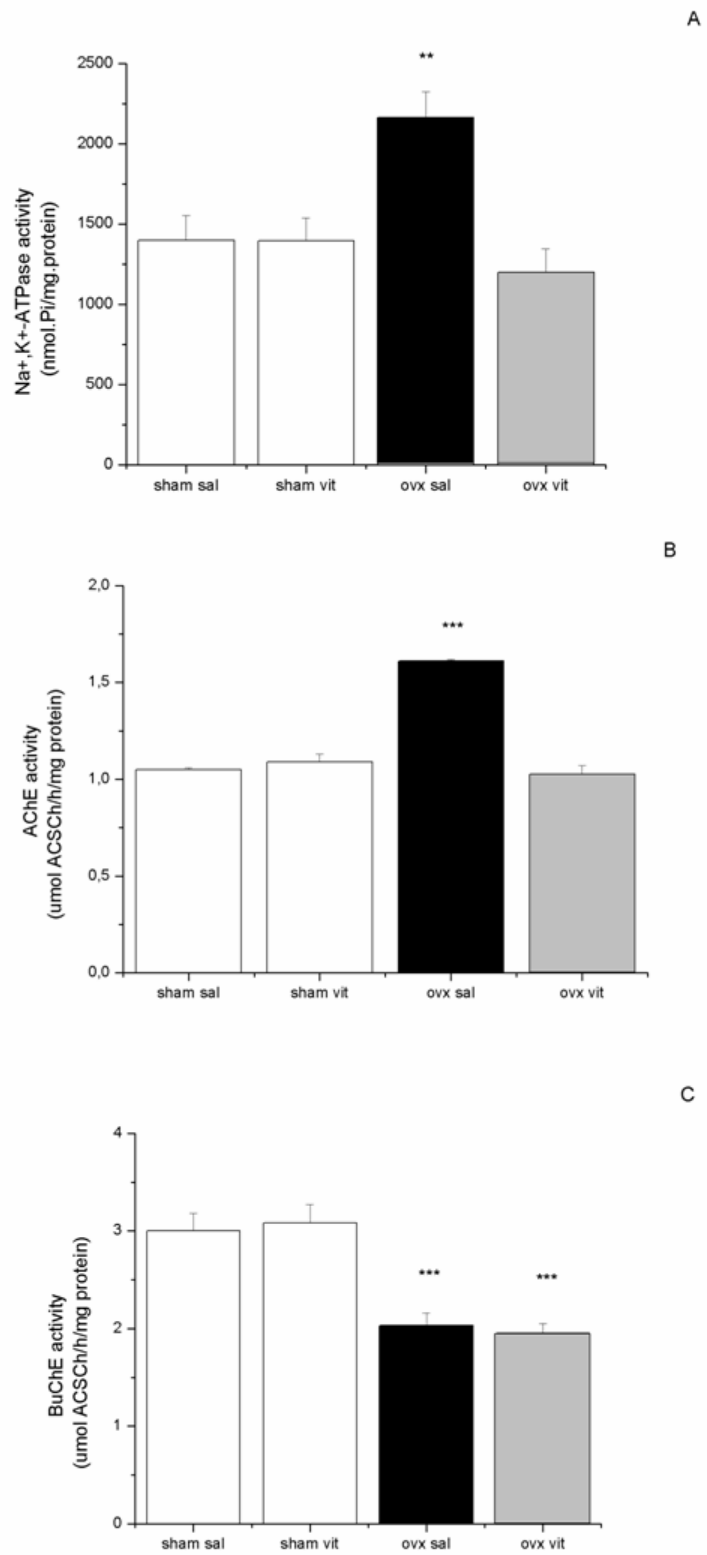 A
2500
**
2000
1500
1000
500
0
Na+,K+-ATPase activity
(nmol.Pi/mg.protein)
sham sal sham vit ovx sal ovx vit
B
2,0
***
1,5
1,0
0,5
0,0
AChE activity
(umol ACSCh/h/mg protein)
sham sal sham vit ovx sal ovx vit
C
4
3
*** ***
2
1
0
BuChE activity
(umol ACSCh/h/mg protein)
sham sal sham vit ovx sal ovx vit